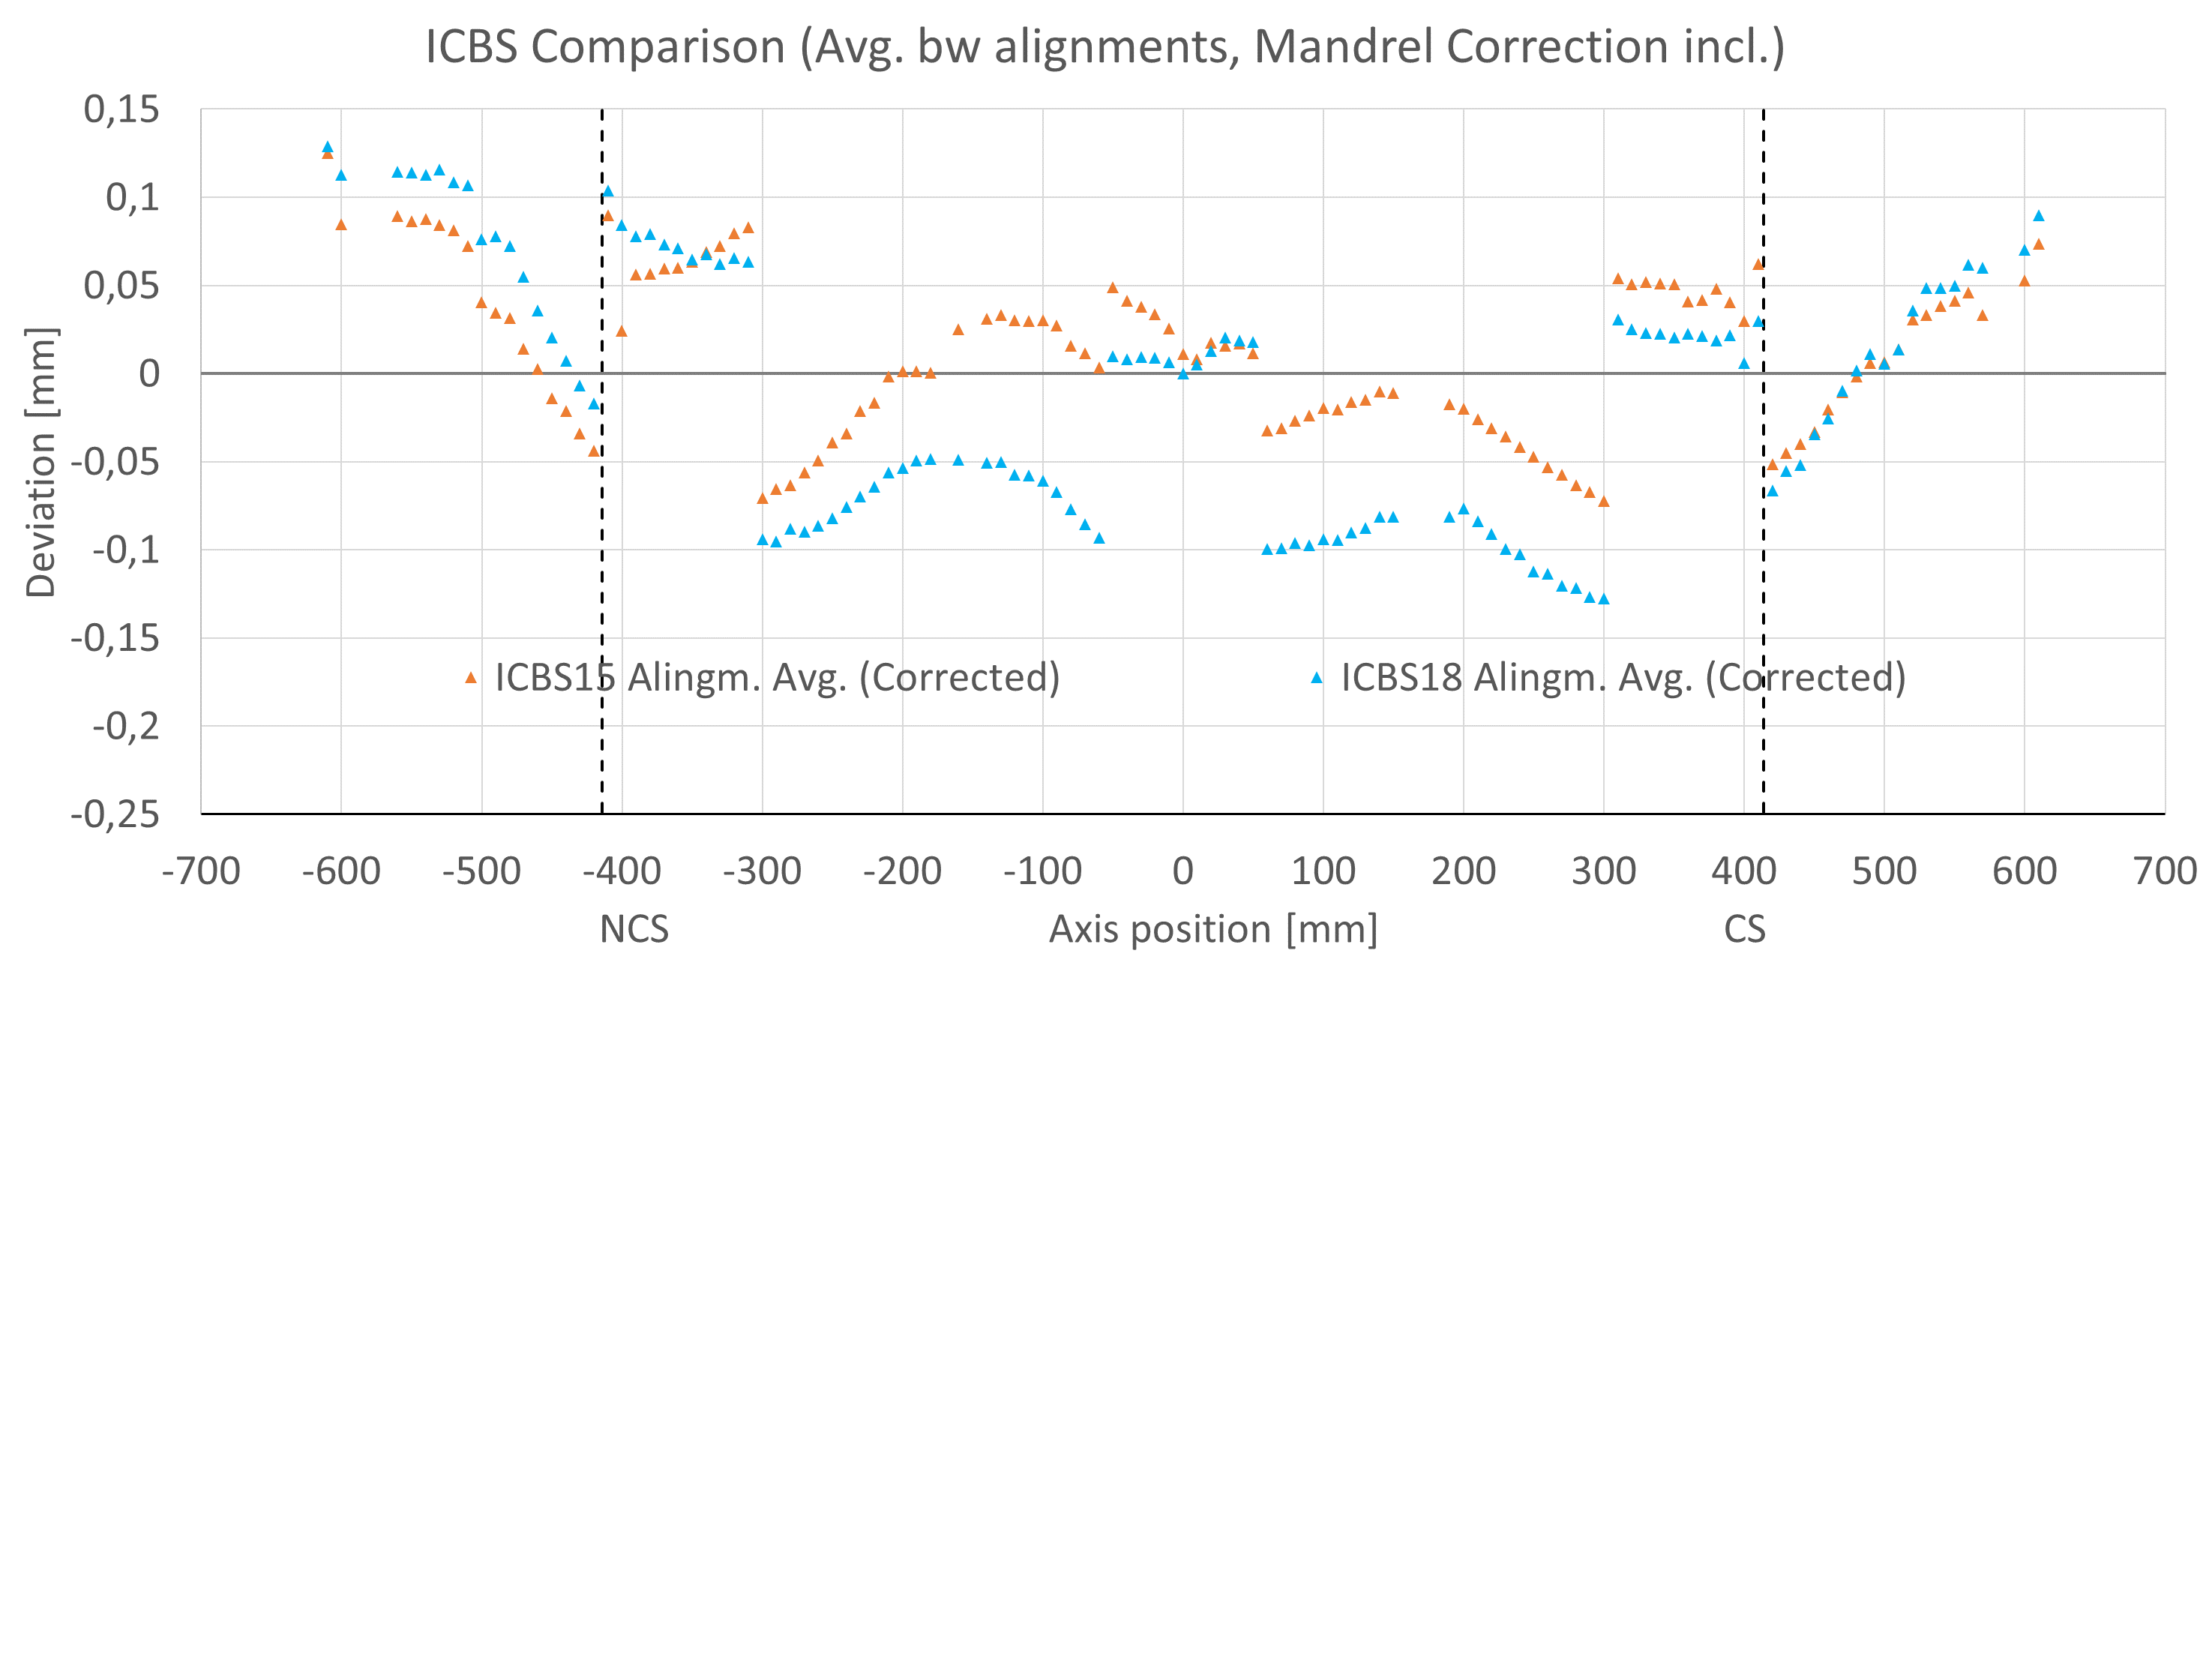 ICBS Comparison (Avg. bw alignments, Mandrel Correction incl.)
0,15
0,1
0,05
0
-0,05
-0,1
-0,15
-0,2
-0,25
Deviation [mm]
ICBS15 Alingm. Avg. (Corrected)
ICBS18 Alingm. Avg. (Corrected)
-700 -600 -500 -400 -300 -200 -100 0 100 200 300 400 500 600 700
NCS Axis position [mm] CS